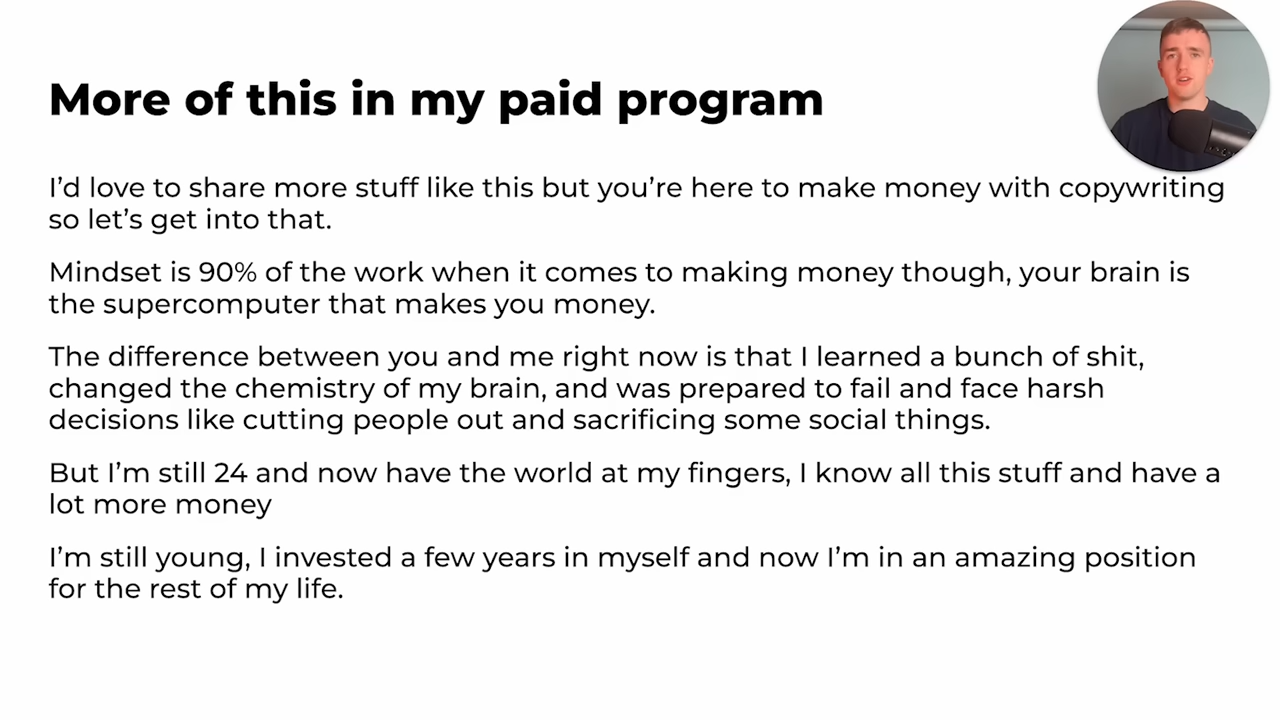 More of this in my paid program
I’d love to share more stuff like this but you’re here to make money with copywriting
so let’s get into that.
Mindset is 90% of the work when it comes to making money though, your brain is
the supercomputer that makes you money.
The difference between you and me right now is that I learned a bunch of shit,
changed the chemistry of my brain, and was prepared to fail and face harsh
decisions like cutting people out and sacrificing some social things.
But I’m still 24 and now have the world at my fingers, I know all this stuff and have a
lot more money
I’m still young, I invested a few years in myself and now I’m in an amazing position
for the rest of my life.